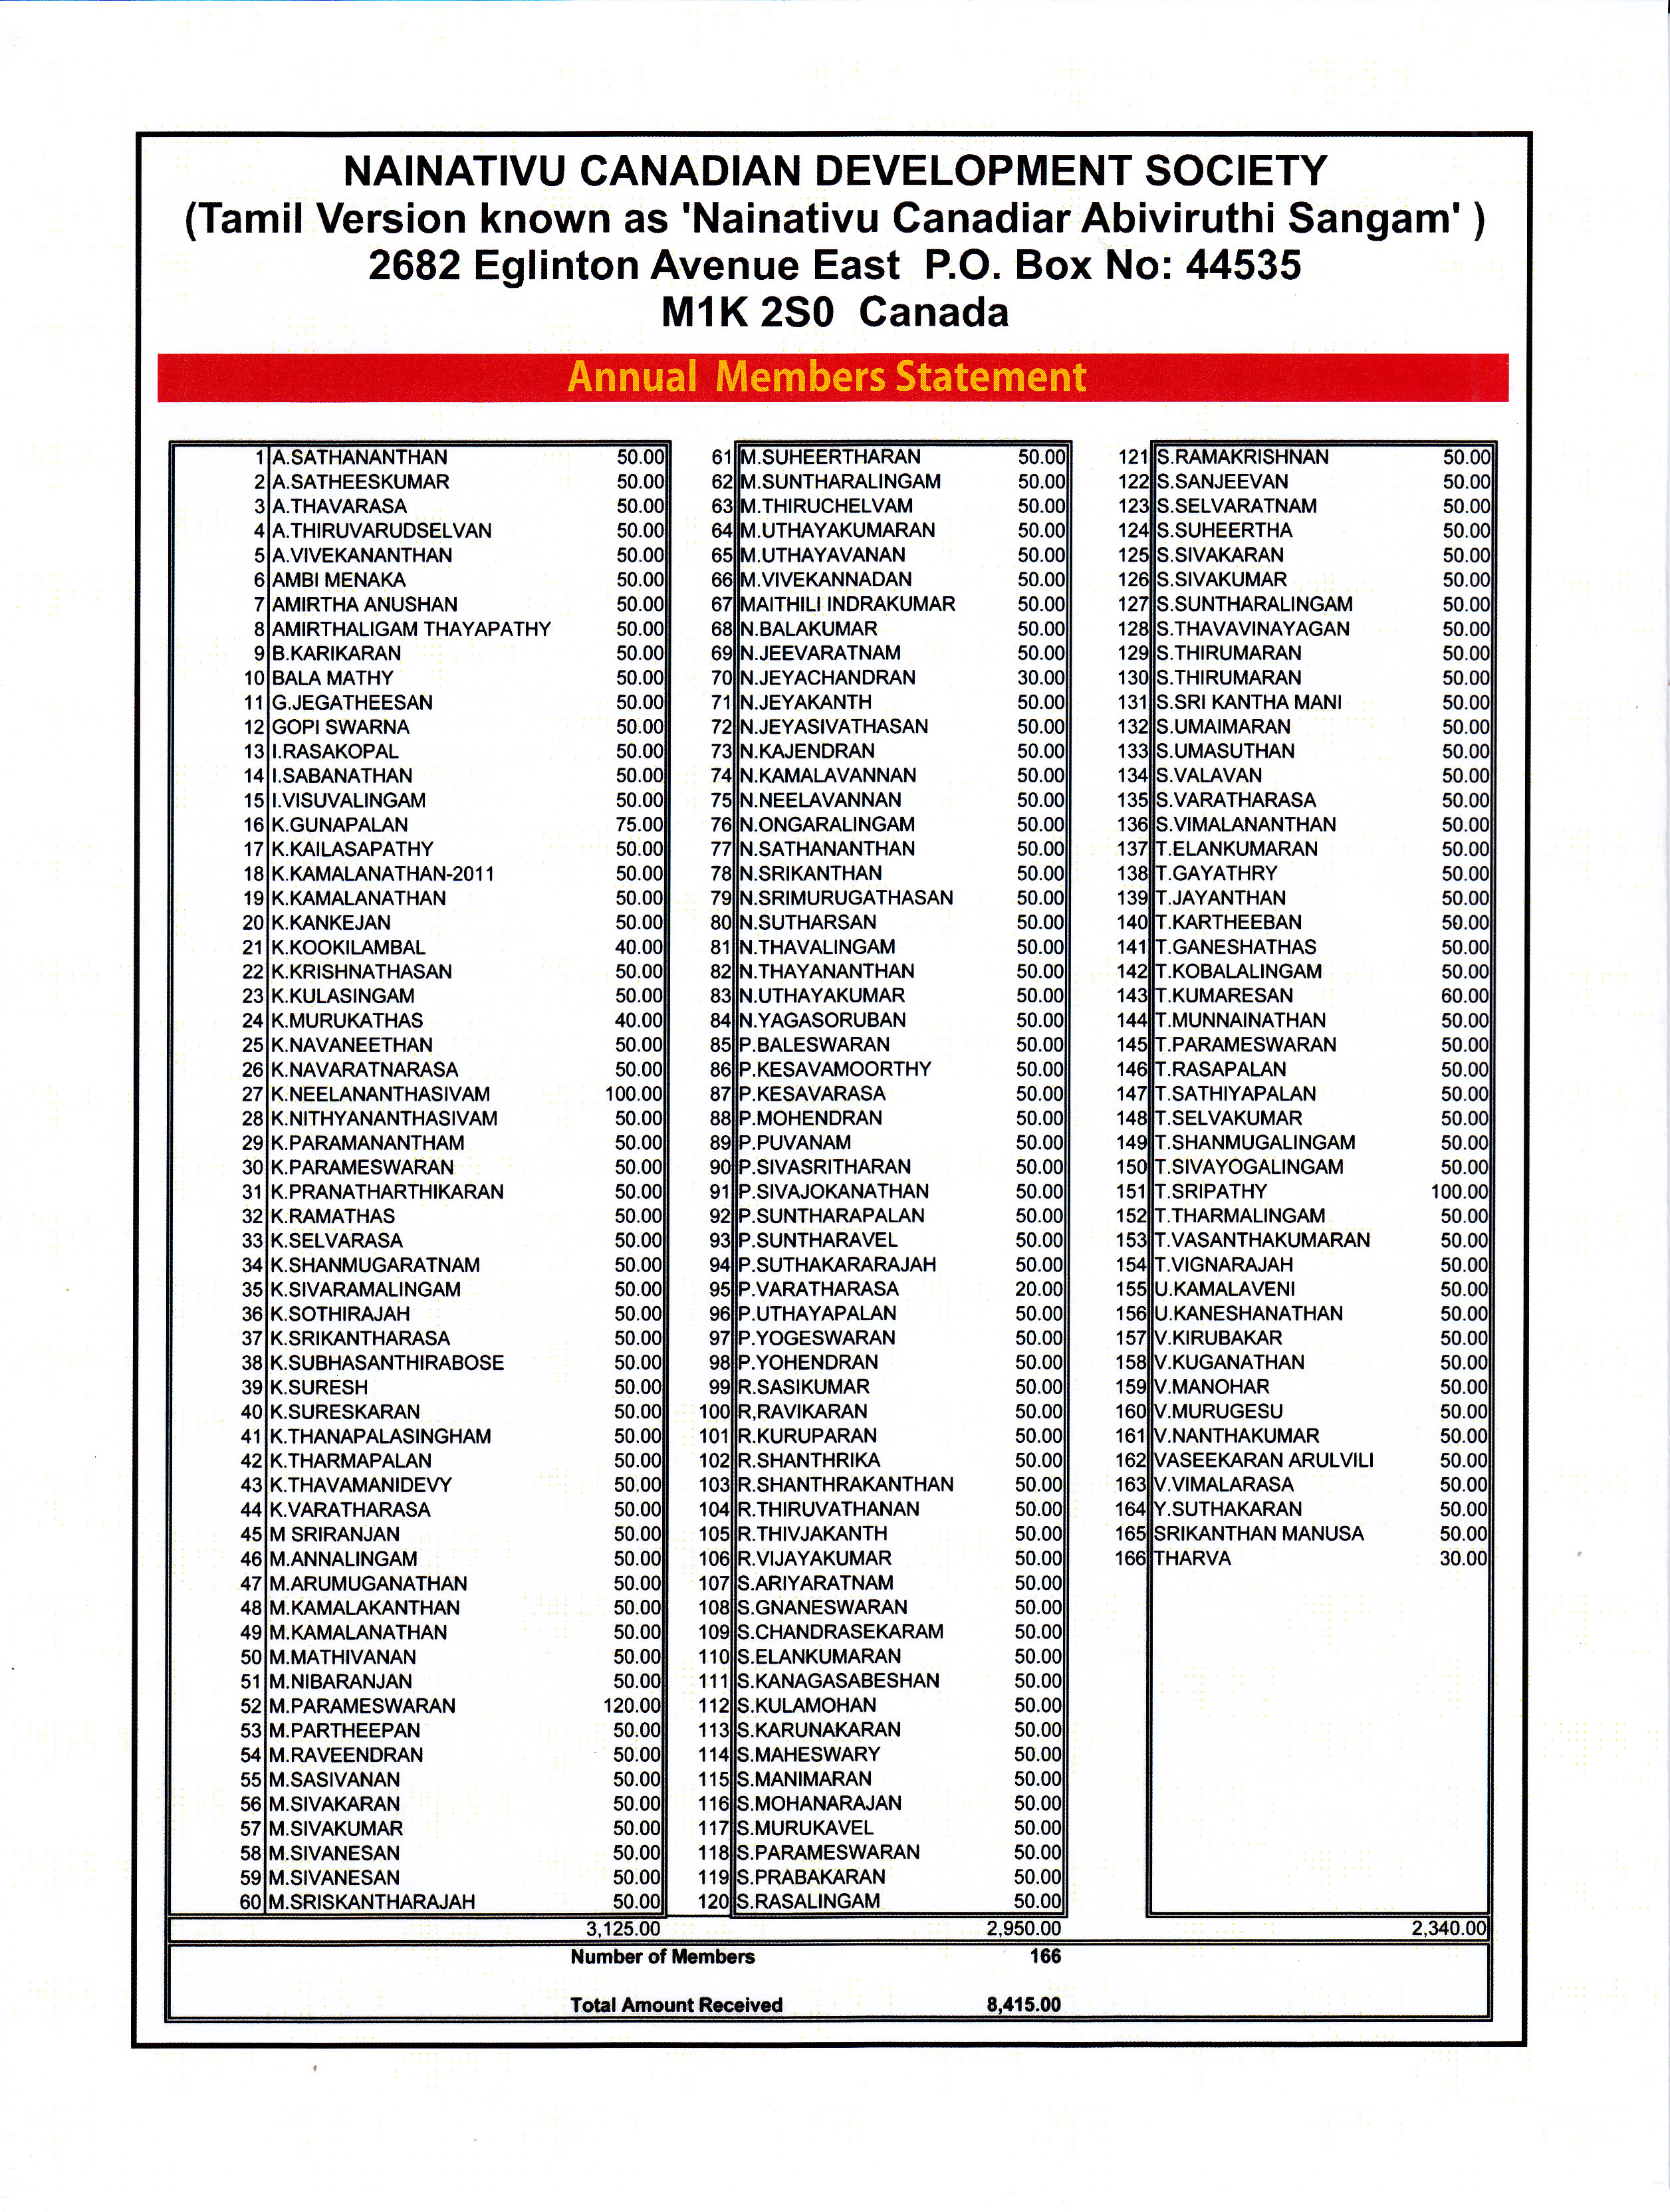 NAINATIVU CANADIAN DEVELOPMENT SOCIETY
(Tamil Version known as 'Nainativu Canadiar Abiviruthi Sangam' )
2682 Eglinton Avenue East P.O. Box No: 44535
M1K 2S0 Canada
Annual Members Statement
1 A.SATHANANTHAN 50.00
2 A.SATHEESKUMAR 50.00
3 A.THAVARASA 50.00
4 A.THIRUVARUDSELVAN 50.00
5 A.VIVEKANANTHAN 50.00
6 AMBI MENAKA 50.00
7 AMIRTHA ANUSHAN 50.00
8 AMIRTHALIGAM THAYAPATHY 50.00
9 B.KARIKARAN 50.00
10 BALA MATHY 50.00
11 G.JEGATHEESAN 50.00
12 GOPI SWARNA 50.00
13 I.RASAKOPAL 50.00
14 I.SABANATHAN 50.00
15 I.VISUVALINGAM 50.00
16 K.GUNAPALAN 75.00
17 K.KAILASAPATHY 50.00
18 K.KAMALANATHAN-2011 50.00
19 K.KAMALANATHAN 50.00
20 K.KANKEJAN 50.00
21 K.KOOKILAMBAL 40.00
22 K.KRISHNATHASAN 50.00
23 K.KULASINGAM 50.00
24 K.MURUKATHAS 40.00
25 K.NAVANEETHAN 50.00
26 K.NAVARATNARASA 50.00
27 K.NEELANANTHASIVAM 100.00
28 K.NITHYANANTHASIVAM 50.00
29 K.PARAMANANTHAM 50.00
30 K.PARAMESWARAN 50.00
31 K.PRANATHARTHIKARAN 50.00
32 K.RAMATHAS 50.00
33 K.SELVARASA 50.00
34 K.SHANMUGARATNAM 50.00
35 K.SIVARAMALINGAM 50.00
36 K.SOTHIRAJAH 50.00
37 K.SRIKANTHARASA 50.00
38 K.SUBHASANTHIRABOSE 50.00
39 K.SURESH 50.00
40 K.SURESKARAN 50.00
41 K.THANAPALASINGHAM 50.00
42 K.THARMAPALAN 50.00
43 K.THAVAMANIDEVY 50.00
44 K.VARATHARASA 50.00
45 M SRIRANJAN 50.00
46 M.ANNALINGAM 50.00
47 M.ARUMUGANATHAN 50.00
48 M.KAMALAKANTHAN 50.00
49 M.KAMALANATHAN 50.00
50 M.MATHIVANAN 50.00
51 M.NIBARANJAN 50.00
52 M.PARAMESWARAN 120.00
53 M.PARTHEEPAN 50.00
54 M.RAVEENDRAN 50.00
55 M.SASIVANAN 50.00
56 M.SIVAKARAN 50.00
57 M.SIVAKUMAR 50.00
58 M.SIVANESAN 50.00
59 M.SIVANESAN 50.00
60 M.SRISKANTHARAJAH 50.00
3,125.00
61 M.SUHEERTHARAN 50.00
62 M.SUNTHARALINGAM 50.00
63 M.THIRUCHELVAM 50.00
64 M.UTHAYAKUMARAN 50.00
65 M.UTHAYAVANAN 50.00
66 M.VIVEKANNADAN 50.00
67 MAITHILI INDRAKUMAR 50.00
68 N.BALAKUMAR 50.00
69 N.JEEVARATNAM 50.00
70 N.JEYACHANDRAN 30.00
71 N.JEYAKANTH 50.00
72 N.JEYASIVATHASAN 50.00
73 N.KAJENDRAN 50.00
74 N.KAMALAVANNAN 50.00
75 N.NEELAVANNAN 50.00
76 N.ONGARALINGAM 50.00
77 N.SATHANANTHAN 50.00
78 N.SRIKANTHAN 50.00
79 N.SRIMURUGATHASAN 50.00
80 N.SUTHARSAN 50.00
81 N.THAVALINGAM 50.00
82 N.THAYANANTHAN 50.00
83 N.UTHAYAKUMAR 50.00
84 N.YAGASORUBAN 50.00
85 P.BALESWARAN 50.00
86 P.KESAVAMOORTHY 50.00
87 P.KESAVARASA 50.00
88 P.MOHENDRAN 50.00
89 P.PUVANAM 50.00
90 P.SIVASRITHARAN 50.00
91 P.SIVAJOKANATHAN 50.00
92 P.SUNTHARAPALAN 50.00
93 P.SUNTHARAVEL 50.00
94 P.SUTHAKARARAJAH 50.00
95 P.VARATHARASA 20.00
96 P.UTHAYAPALAN 50.00
97 P.YOGESWARAN 50.00
98 P.YOHENDRAN 50.00
99 R.SASIKUMAR 50.00
100 R,RAVIKARAN 50.00
101 R.KURUPARAN 50.00
102 R.SHANTHRIKA 50.00
103 R.SHANTHRAKANTHAN 50.00
104 R.THIRUVATHANAN 50.00
105 R.THIVJAKANTH 50.00
106 R.VIJAYAKUMAR 50.00
107 S.ARIYARATNAM 50.00
108 S.GNANESWARAN 50.00
109 S.CHANDRASEKARAM 50.00
110 S.ELANKUMARAN 50.00
111 S.KANAGASABESHAN 50.00
112 S.KULAMOHAN 50.00
113 S.KARUNAKARAN 50.00
114 S.MAHESWARY 50.00
115 S.MANIMARAN 50.00
116 S.MOHANARAJAN 50.00
117 S.MURUKAVEL 50.00
118 S.PARAMESWARAN 50.00
119 S.PRABAKARAN 50.00
120 S.RASALINGAM 50.00
2,950.00
121 S.RAMAKRISHNAN 50.00
122 S.SANJEEVAN 50.00
123 S.SELVARATNAM 50.00
124 S.SUHEERTHA 50.00
125 S.SIVAKARAN 50.00
126 S.SIVAKUMAR 50.00
127 S.SUNTHARALINGAM 50.00
128 S.THAVAVINAYAGAN 50.00
129 S.THIRUMARAN 50.00
130 S.THIRUMARAN 50.00
131 S.SRI KANTHA MANI 50.00
132 S.UMAIMARAN 50.00
133 S.UMASUTHAN 50.00
134 S.VALAVAN 50.00
135 S.VARATHARASA 50.00
136 S.VIMALANANTHAN 50.00
137 T.ELANKUMARAN 50.00
138 T.GAYATHRY 50.00
139 T.JAYANTHAN 50.00
140 T.KARTHEEBAN 50.00
141 T.GANESHATHAS 50.00
142 T.KOBALALINGAM 50.00
143 T.KUMARESAN 60.00
144 T.MUNNAINATHAN 50.00
145 T.PARAMESWARAN 50.00
146 T.RASAPALAN 50.00
147 T.SATHIYAPALAN 50.00
148 T.SELVAKUMAR 50.00
149 T.SHANMUGALINGAM 50.00
150 T.SIVAYOGALINGAM 50.00
151 T.SRIPATHY 100.00
152 T.THARMALINGAM 50.00
153 T.VASANTHAKUMARAN 50.00
154 T.VIGNARAJAH 50.00
155 U.KAMALAVENI 50.00
156 U.KANESHANATHAN 50.00
157 V.KIRUBAKAR 50.00
158 V.KUGANATHAN 50.00
159 V.MANOHAR 50.00
160 V.MURUGESU 50.00
161 V.NANTHAKUMAR 50.00
162 VASEEKARAN ARULVILI 50.00
163 V.VIMALARASA 50.00
164 Y.SUTHAKARAN 50.00
165 SRIKANTHAN MANUSA 50.00
166 THARVA 30.00
2,340.00
Number of Members 166
Total Amount Received 8,415.00